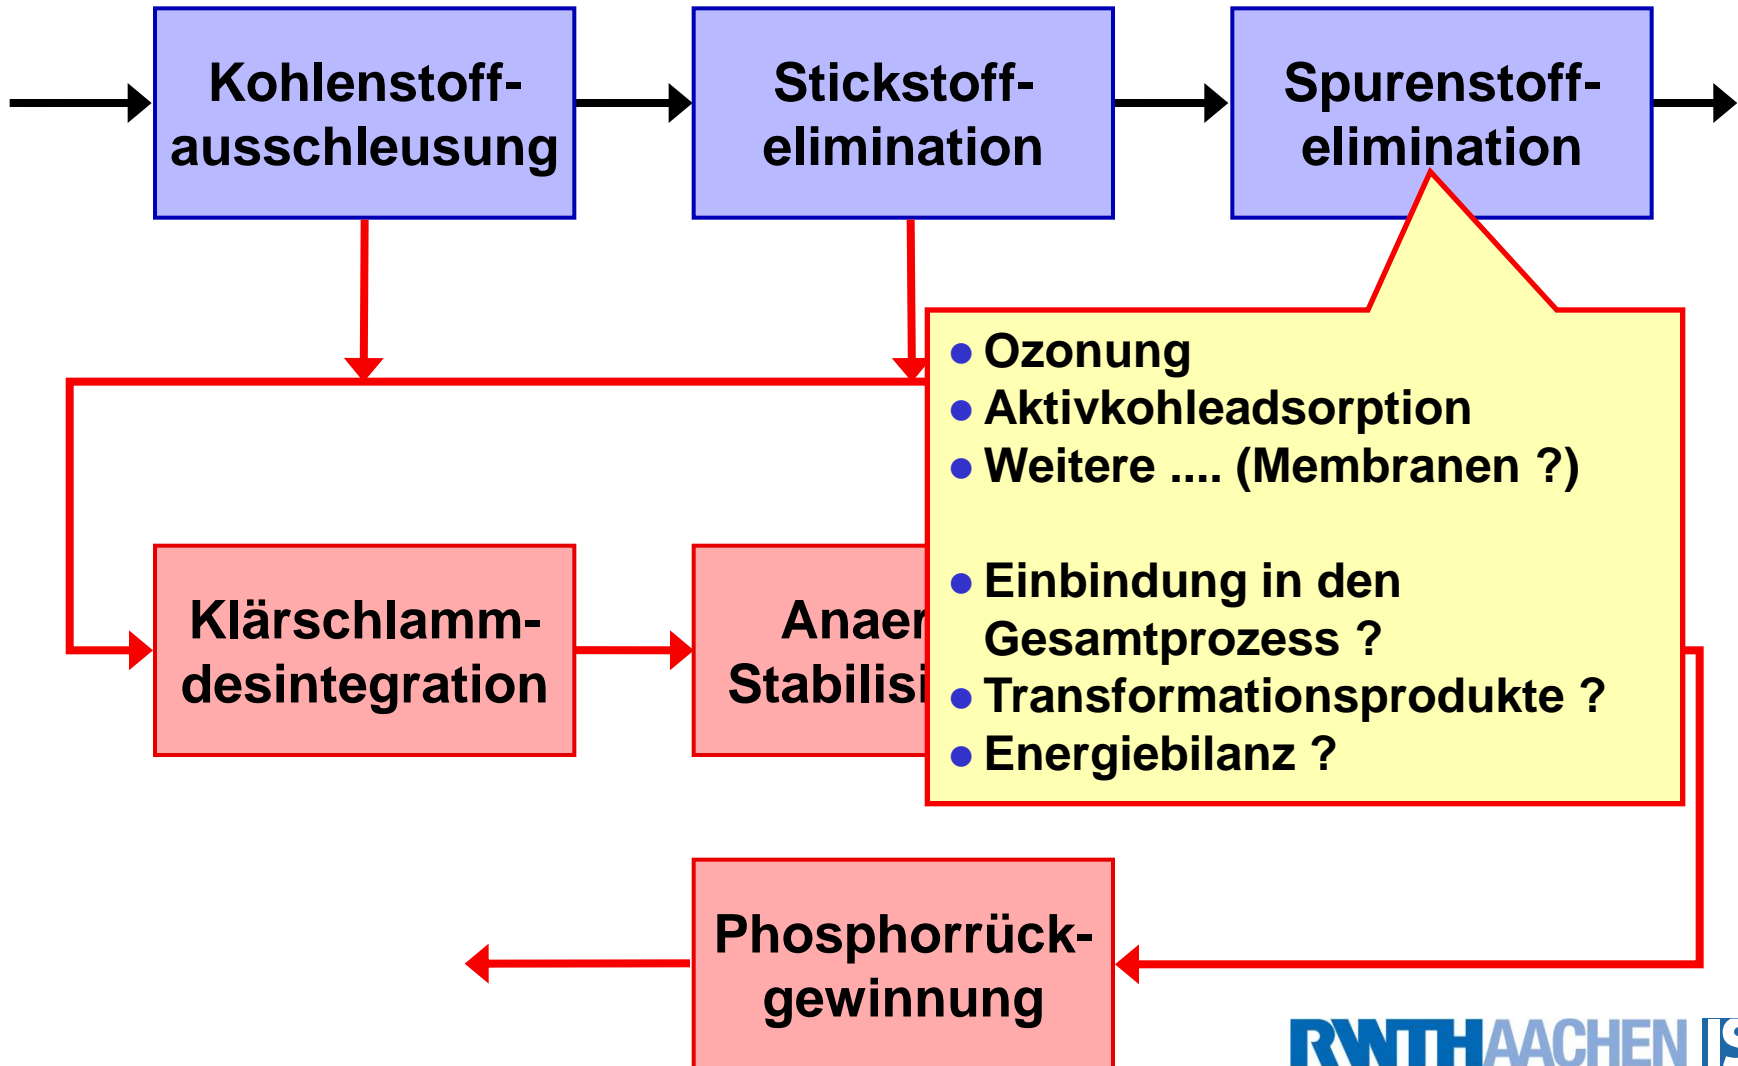 Kohlenstoff-
ausschleusung
Stickstoff-
elimination
Spurenstoff-
elimination
● Ozonung
● Aktivkohleadsorption
● Weitere .... (Membranen ?)
● Einbindung in den
Gesamtprozess ?
● Transformationsprodukte ?
● Energiebilanz ?
Klärschlamm-
desintegration
Anaer
Stabilisi
Phosphorrück-
gewinnung
RWTHAACHEN